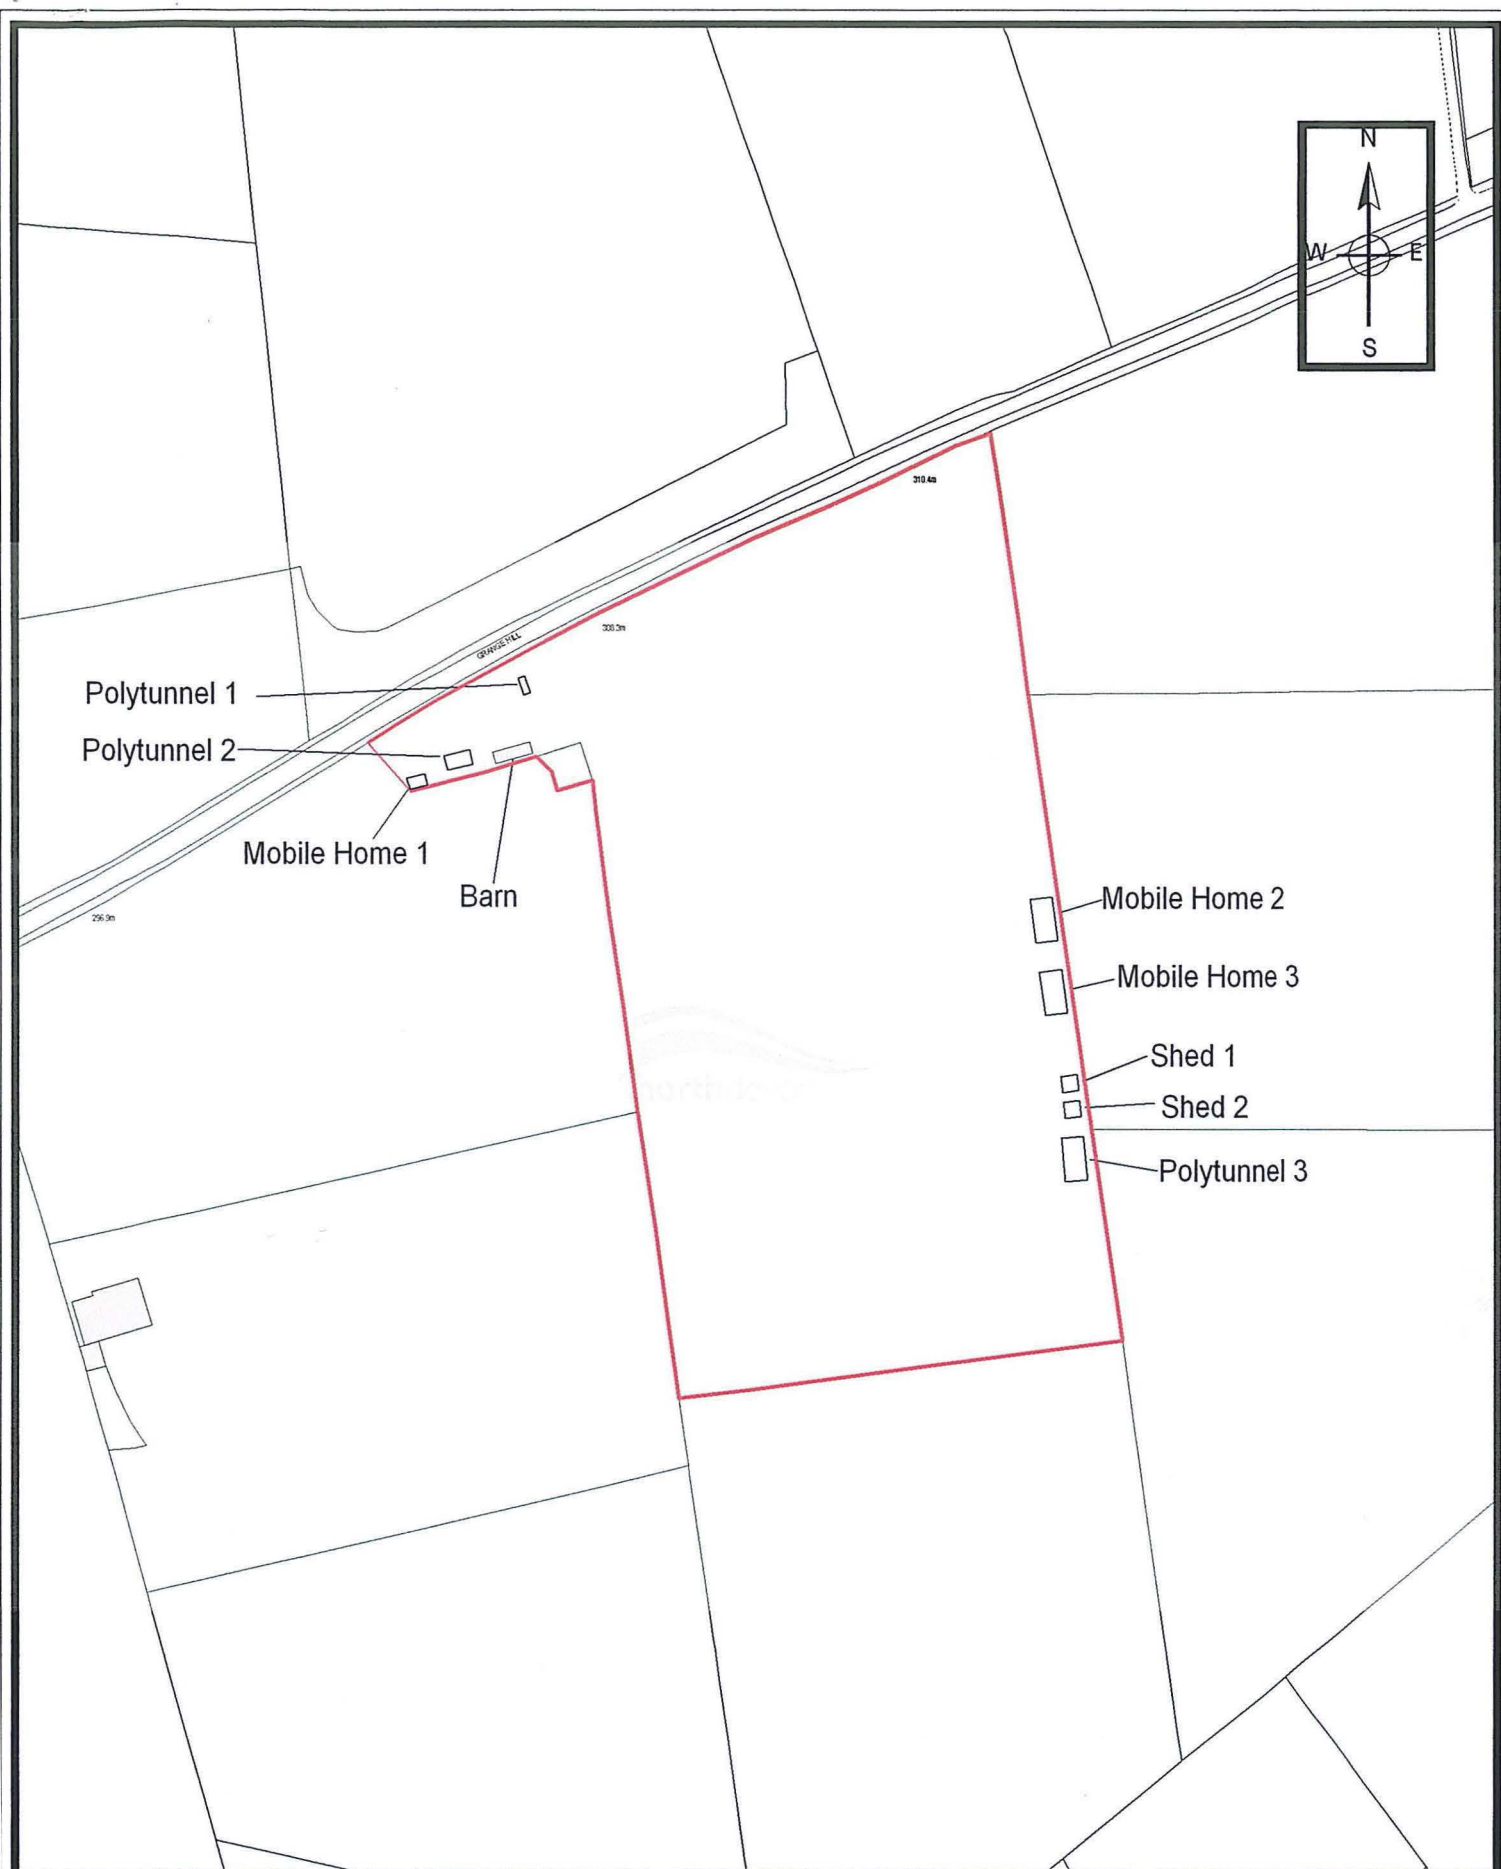 N
W E
S
310.4m
308.3m
GRANGE HILL
Polytunnel 1
Polytunnel 2
Mobile Home 1
Barn
296.9m
Mobile Home 2
Mobile Home 3
Shed 1
Shed 2
Polytunnel 3